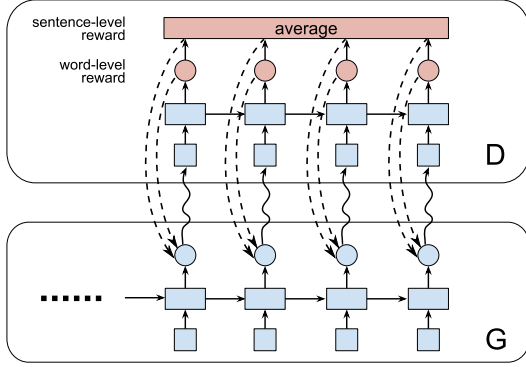 sentence-level
reward
average
word-level
reward
D
......
G